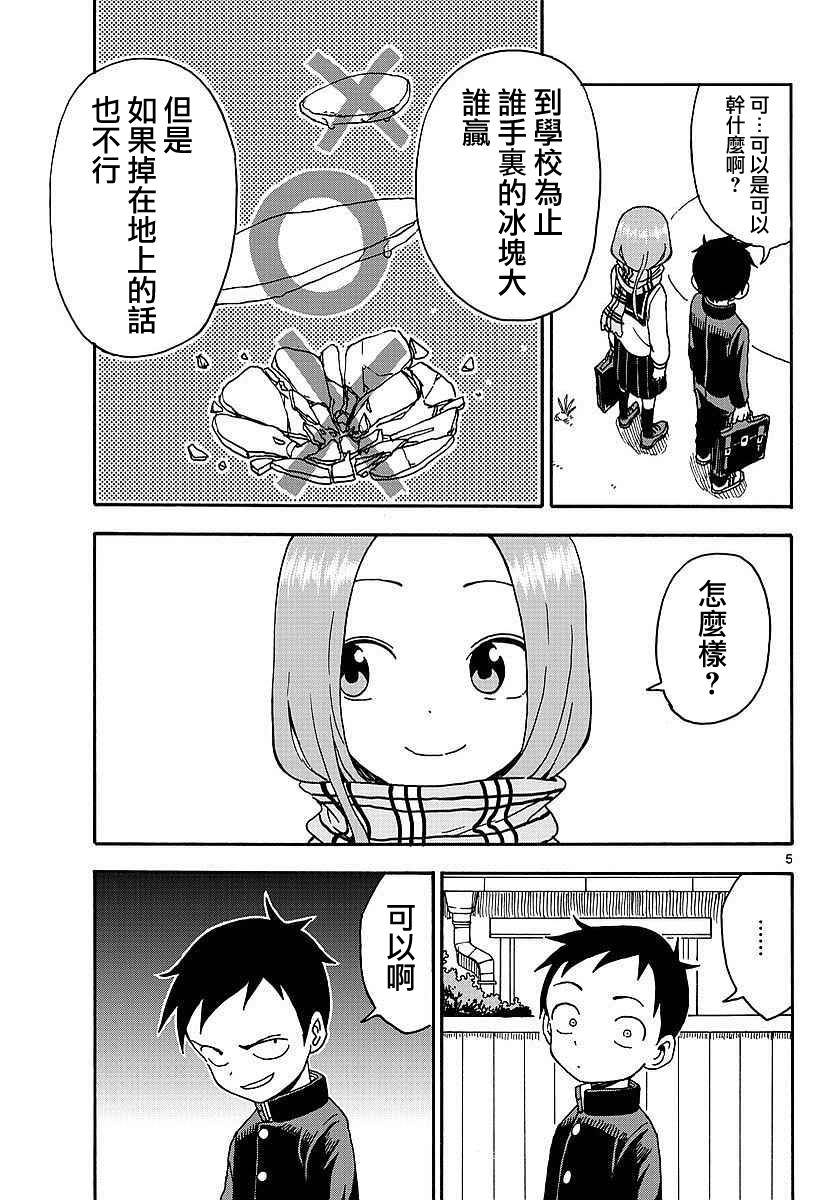 可…可以是可以
幹什麼啊？
到學校為止
誰手裏的冰塊大
誰贏
但是
如果掉在地上的話
也不行
怎麼樣？
5
……
可以啊